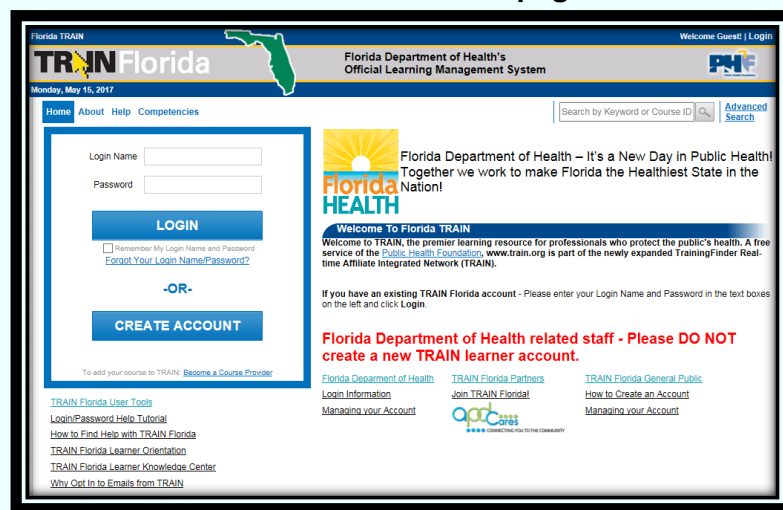 Florida TRAIN
Welcome Guest! | Login
TRAIN Florida
Florida Department of Health's
Official Learning Management System
PHF
Monday, May 15, 2017
Home About Help Competencies
Search by Keyword or Course ID
Advanced
Search
Login Name
Password
LOGIN
Remember My Login Name and Password
Forgot Your Login Name/Password?
-OR-
CREATE ACCOUNT
To add your course to TRAIN: Become a Course Provider
TRAIN Florida User Tools
Login/Password Help
Tutorial
How to Find Help with TRAIN Florida
TRAIN Florida Learner Orientation
TRAIN Florida Learner Knowledge Center
Why Opt In to Emails from TRAIN
Florida
HEALTH
Florida Department of Health – It's a New Day in Public Health!
Together we work to make Florida the Healthiest State in the
Nation!
Welcome To Florida TRAIN
Welcome to TRAIN, the premier learning resource for professionals who protect the public's health. A free
service of the Public Health Foundation, www.train.org is part of the newly expanded TrainingFinder Real-
time Affiliate Integrated Network (TRAIN).
If you have an existing TRAIN Florida account - Please enter your Login Name and Password in the text boxes
on the left and click Login.
Florida Department of Health related staff - Please DO NOT
create a new TRAIN learner account.
Florida Department of Health
Login Information
Managing your Account
TRAIN Florida Partners
Join TRAIN Florida!
apd Cares
CONNECTING YOU TO THE COMMUNITY
TRAIN Florida General Public
How to Create an Account
Managing your Account